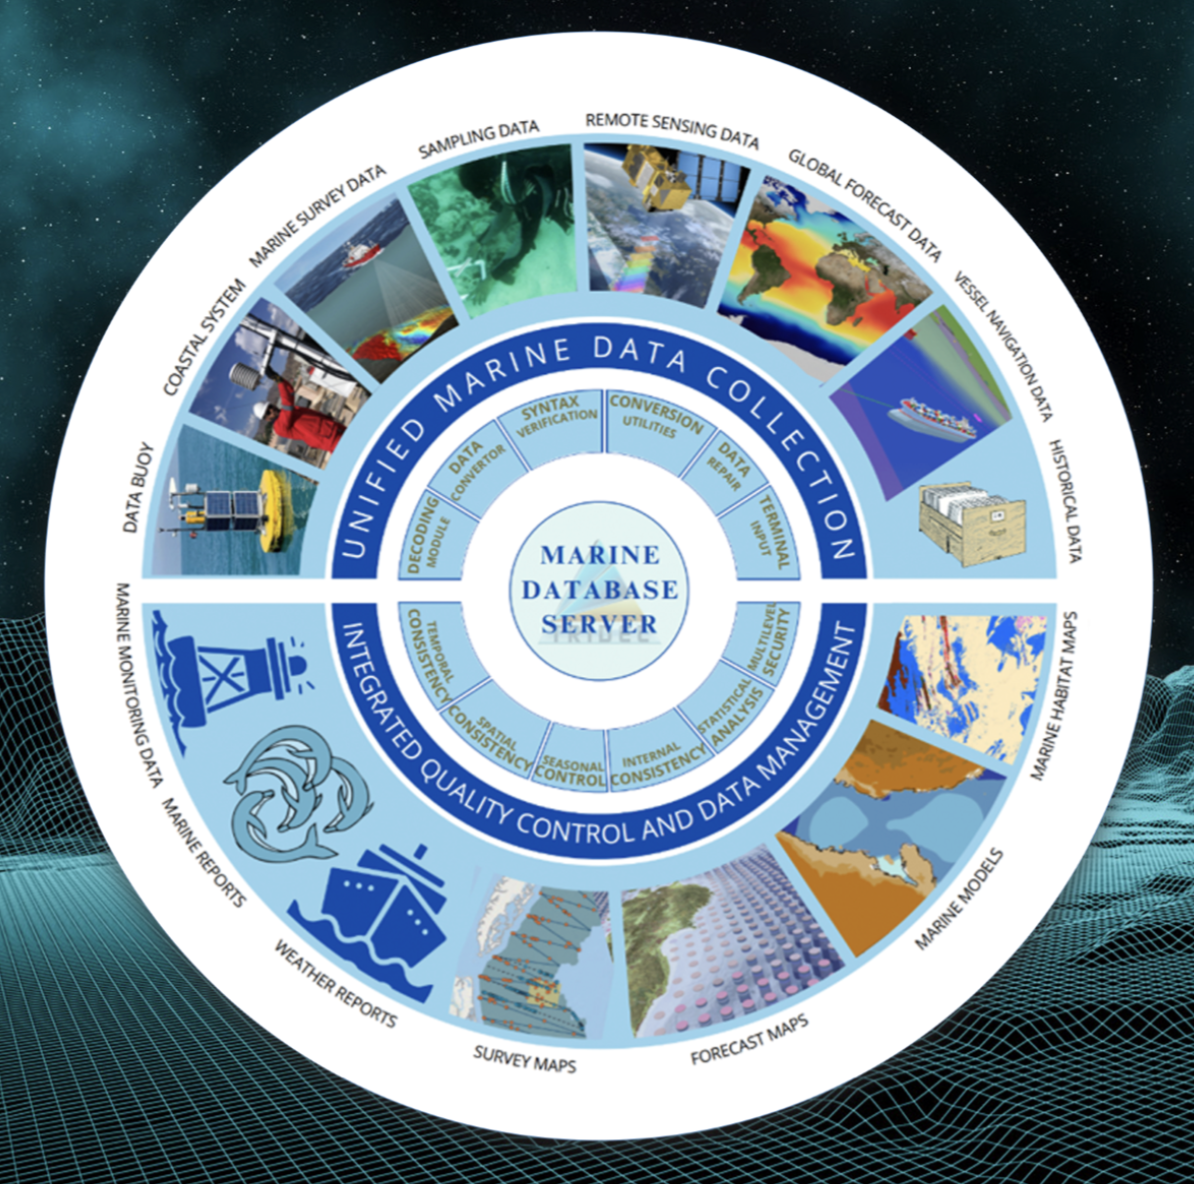 SAMPLING DATA
REMOTE SENSING DATA
MARINE SURVEY DATA
GLOBAL FORECAST DATA
COASTAL SYSTEM
VESSEL NAVIGATION DATA
DATA BUOY
HISTORICAL DATA
UNIFIED MARINE DATA COLLECTION
DECODING
MODULE
DATA
CONVERTOR
SYNTAX
VERIFICATION
CONVERSION
UTILITIES
DATA
REPAIR
TERMINAL
INPUT
MARINE
DATABASE
SERVER
TEMPORAL
CONSISTENCY
SPATIAL
CONSISTENCY
SEASONAL
CONTROL
INTERNAL
CONSISTENCY
STATISTICAL
ANALYSIS
MULTILEVEL
SECURITY
INTEGRATED QUALITY CONTROL AND DATA MANAGEMENT
MARINE MONITORING DATA
MARINE REPORTS
WEATHER REPORTS
SURVEY MAPS
FORECAST MAPS
MARINE MODELS
MARINE HABITAT MAPS